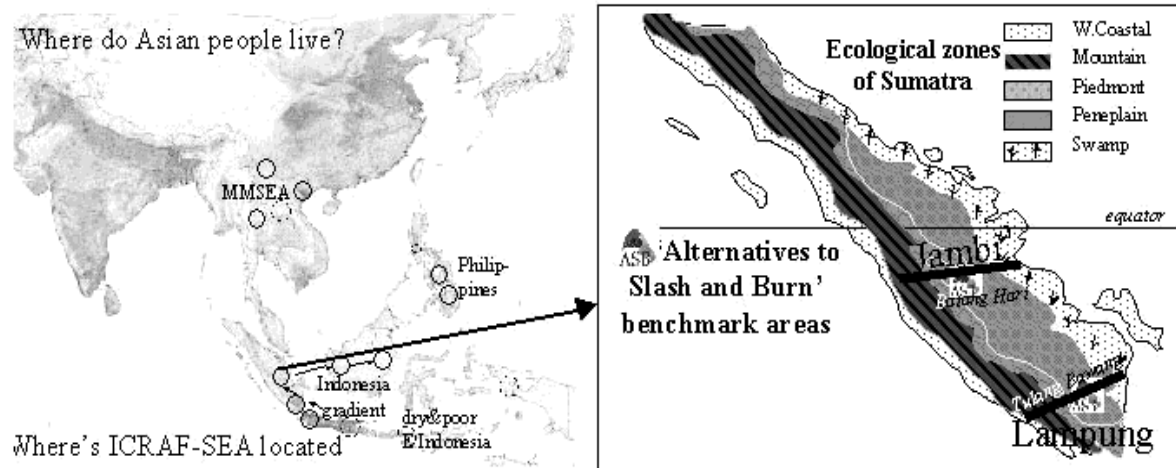 Where do Asian people live?
MMSEA
Philip-
pines
Indonesia
gradient
dry&poor
E'Indonesia
Where's ICRAF-SEA located
Ecological zones
of Sumatra
W.Coastal
Mountain
Piedmont
Peneplain
Swamp
equator
ASB
'Alternatives to
Slash and Burn'
benchmark areas
Jambi
Batang Hari
Tulang Bawang
Lampung